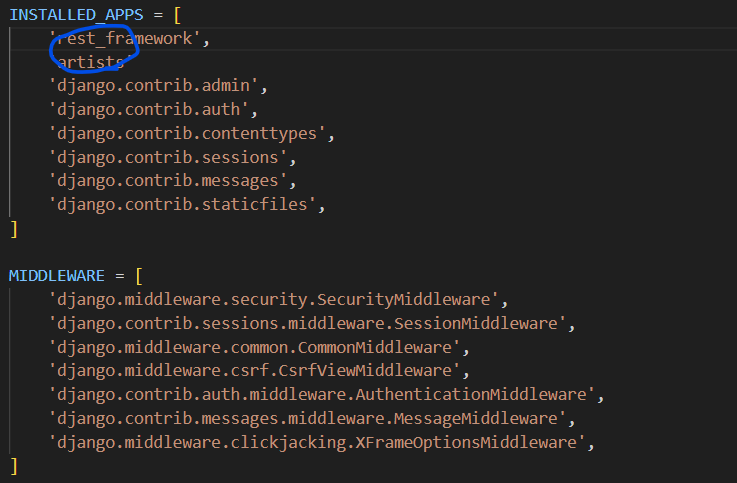 INSTALLED_APPS = [
'rest_framework',
'artists'
'django.contrib.admin',
'django.contrib.auth',
'django.contrib.contenttypes',
'django.contrib.sessions',
'django.contrib.messages',
'django.contrib.staticfiles',
]
MIDDLEWARE = [
'django.middleware.security.SecurityMiddleware',
'django.contrib.sessions.middleware.SessionMiddleware',
'django.middleware.common.CommonMiddleware',
'django.middleware.csrf.CsrfViewMiddleware',
'django.contrib.auth.middleware.AuthenticationMiddleware',
'django.contrib.messages.middleware.MessageMiddleware',
'django.middleware.clickjacking.XFrameOptionsMiddleware',
]